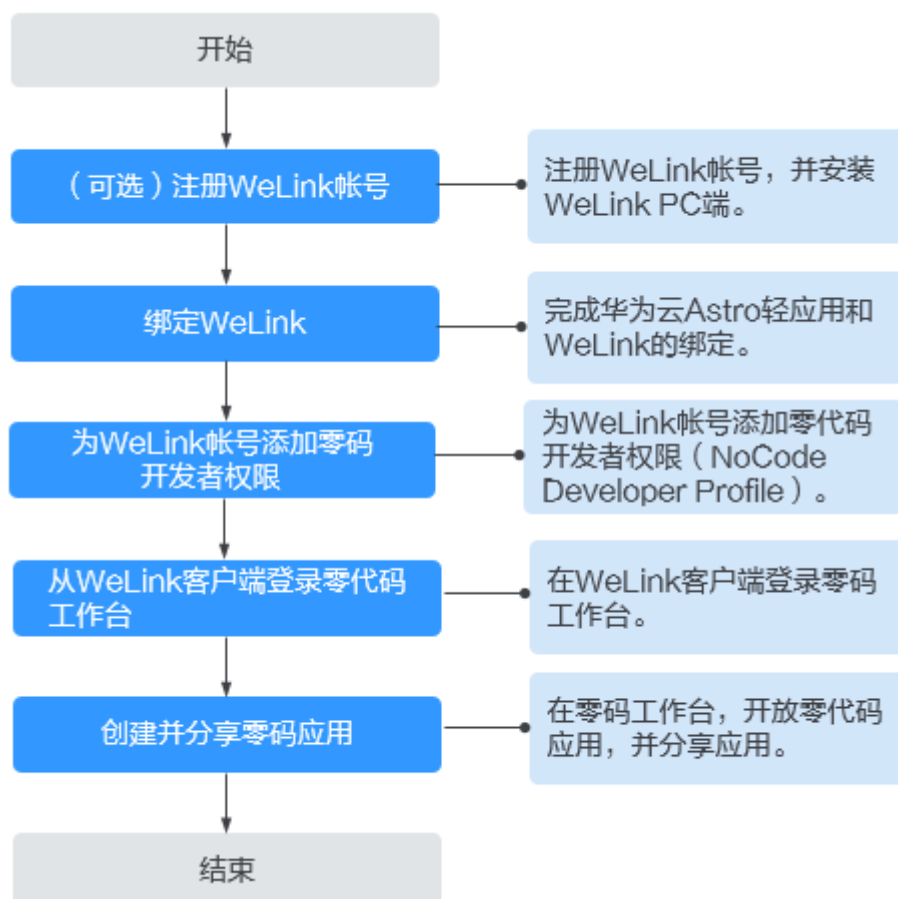 开始
（可选）注册WeLink帐号
注册WeLink帐号，并安装
WeLink PC端。
绑定WeLink
完成华为云Astro轻应用和
WeLink的绑定。
为WeLink帐号添加零码
开发者权限
为WeLink帐号添加零代码
开发者权限（NoCode
Developer Profile）。
从WeLink客户端登录零代码
工作台
在WeLink客户端登录零码
工作台。
创建并分享零码应用
在零码工作台，开放零代码
应用，并分享应用。
结束